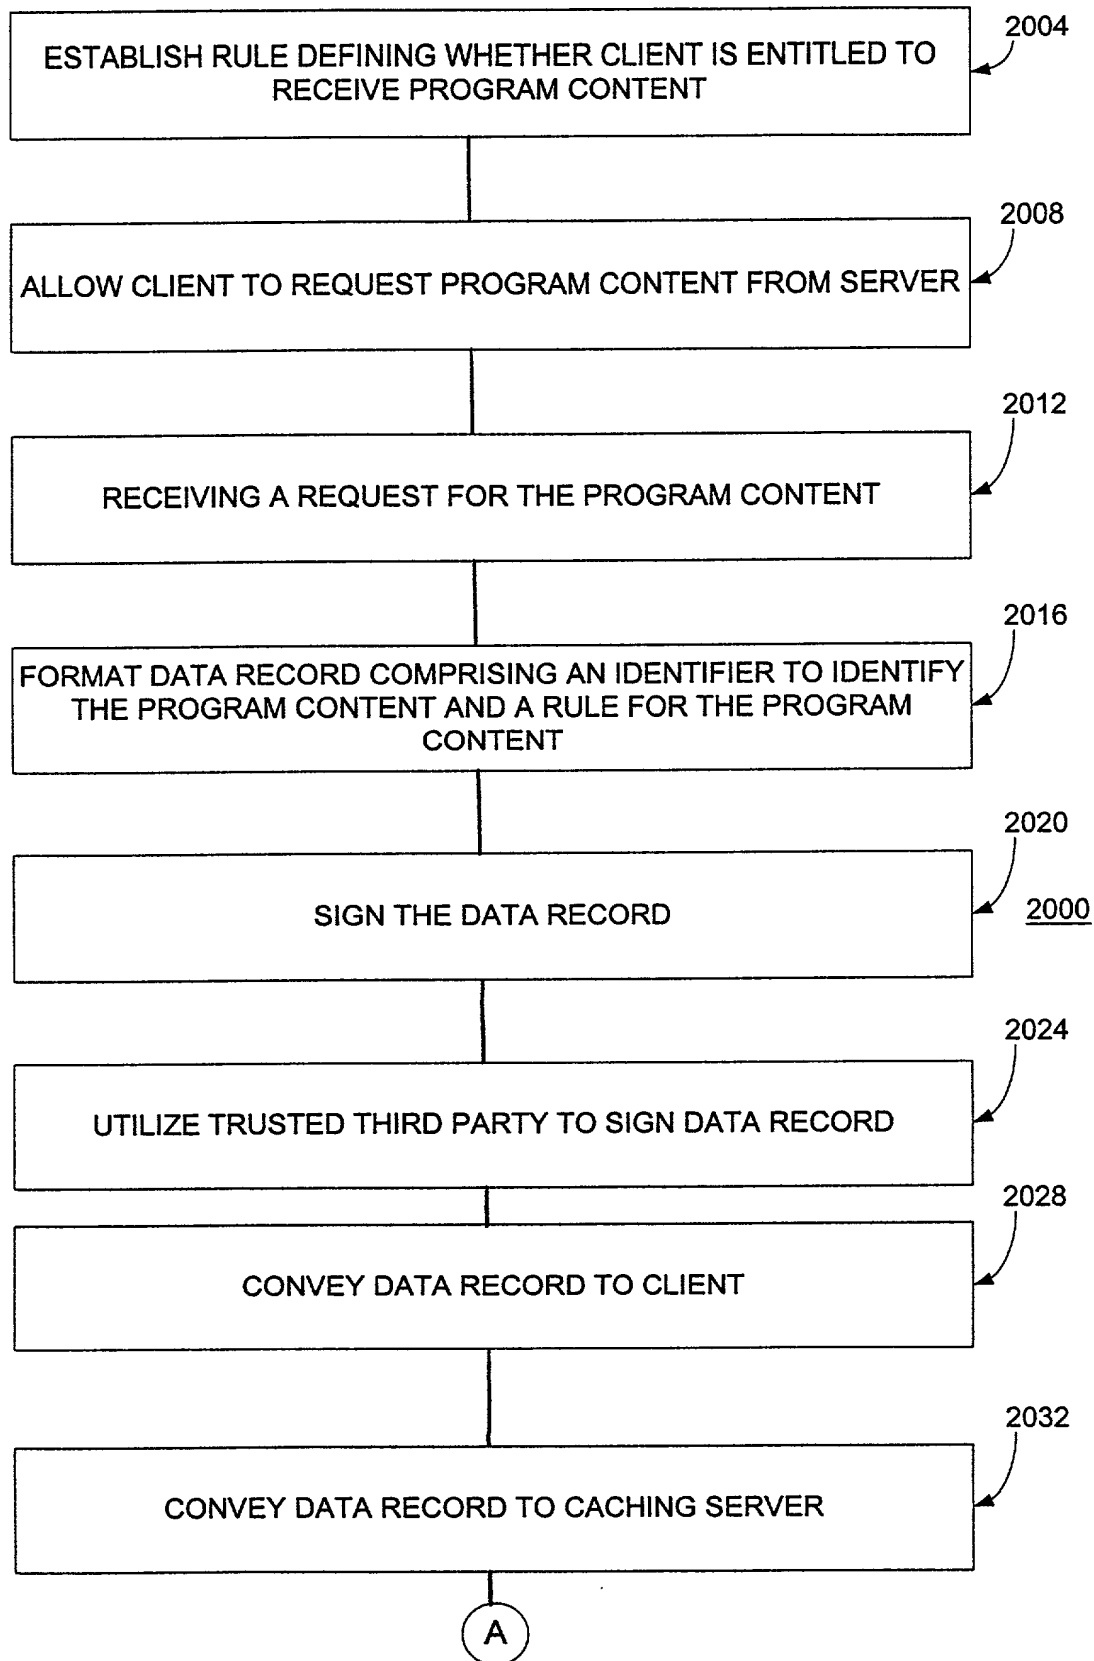 2004
ESTABLISH RULE DEFINING WHETHER CLIENT IS ENTITLED TO
RECEIVE PROGRAM CONTENT
2008
ALLOW CLIENT TO REQUEST PROGRAM CONTENT FROM SERVER
2012
RECEIVING A REQUEST FOR THE PROGRAM CONTENT
2016
FORMAT DATA RECORD COMPRISING AN IDENTIFIER TO IDENTIFY
THE PROGRAM CONTENT AND A RULE FOR THE PROGRAM
CONTENT
2020
SIGN THE DATA RECORD
2000
2024
UTILIZE TRUSTED THIRD PARTY TO SIGN DATA RECORD
2028
CONVEY DATA RECORD TO CLIENT
2032
CONVEY DATA RECORD TO CACHING SERVER
A